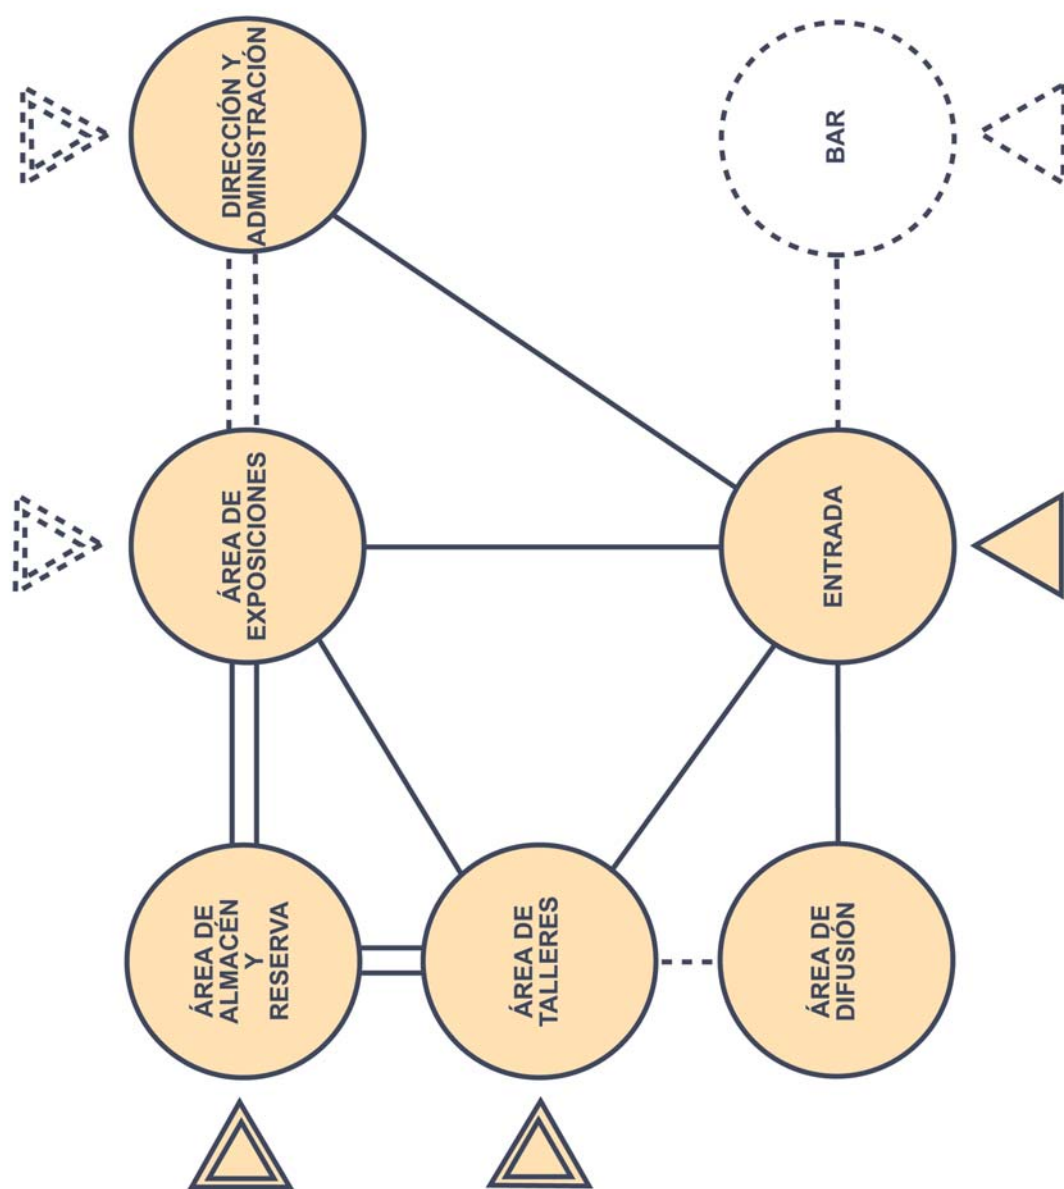 ÁREA DE
ALMACÉN
Y
RESERVA
ÁREA DE
EXPOSICIONES
DIRECCIÓN Y
ADMINISTRACIÓN
ÁREA DE
TALLERES
ÁREA DE
DIFUSIÓN
ENTRADA
BAR